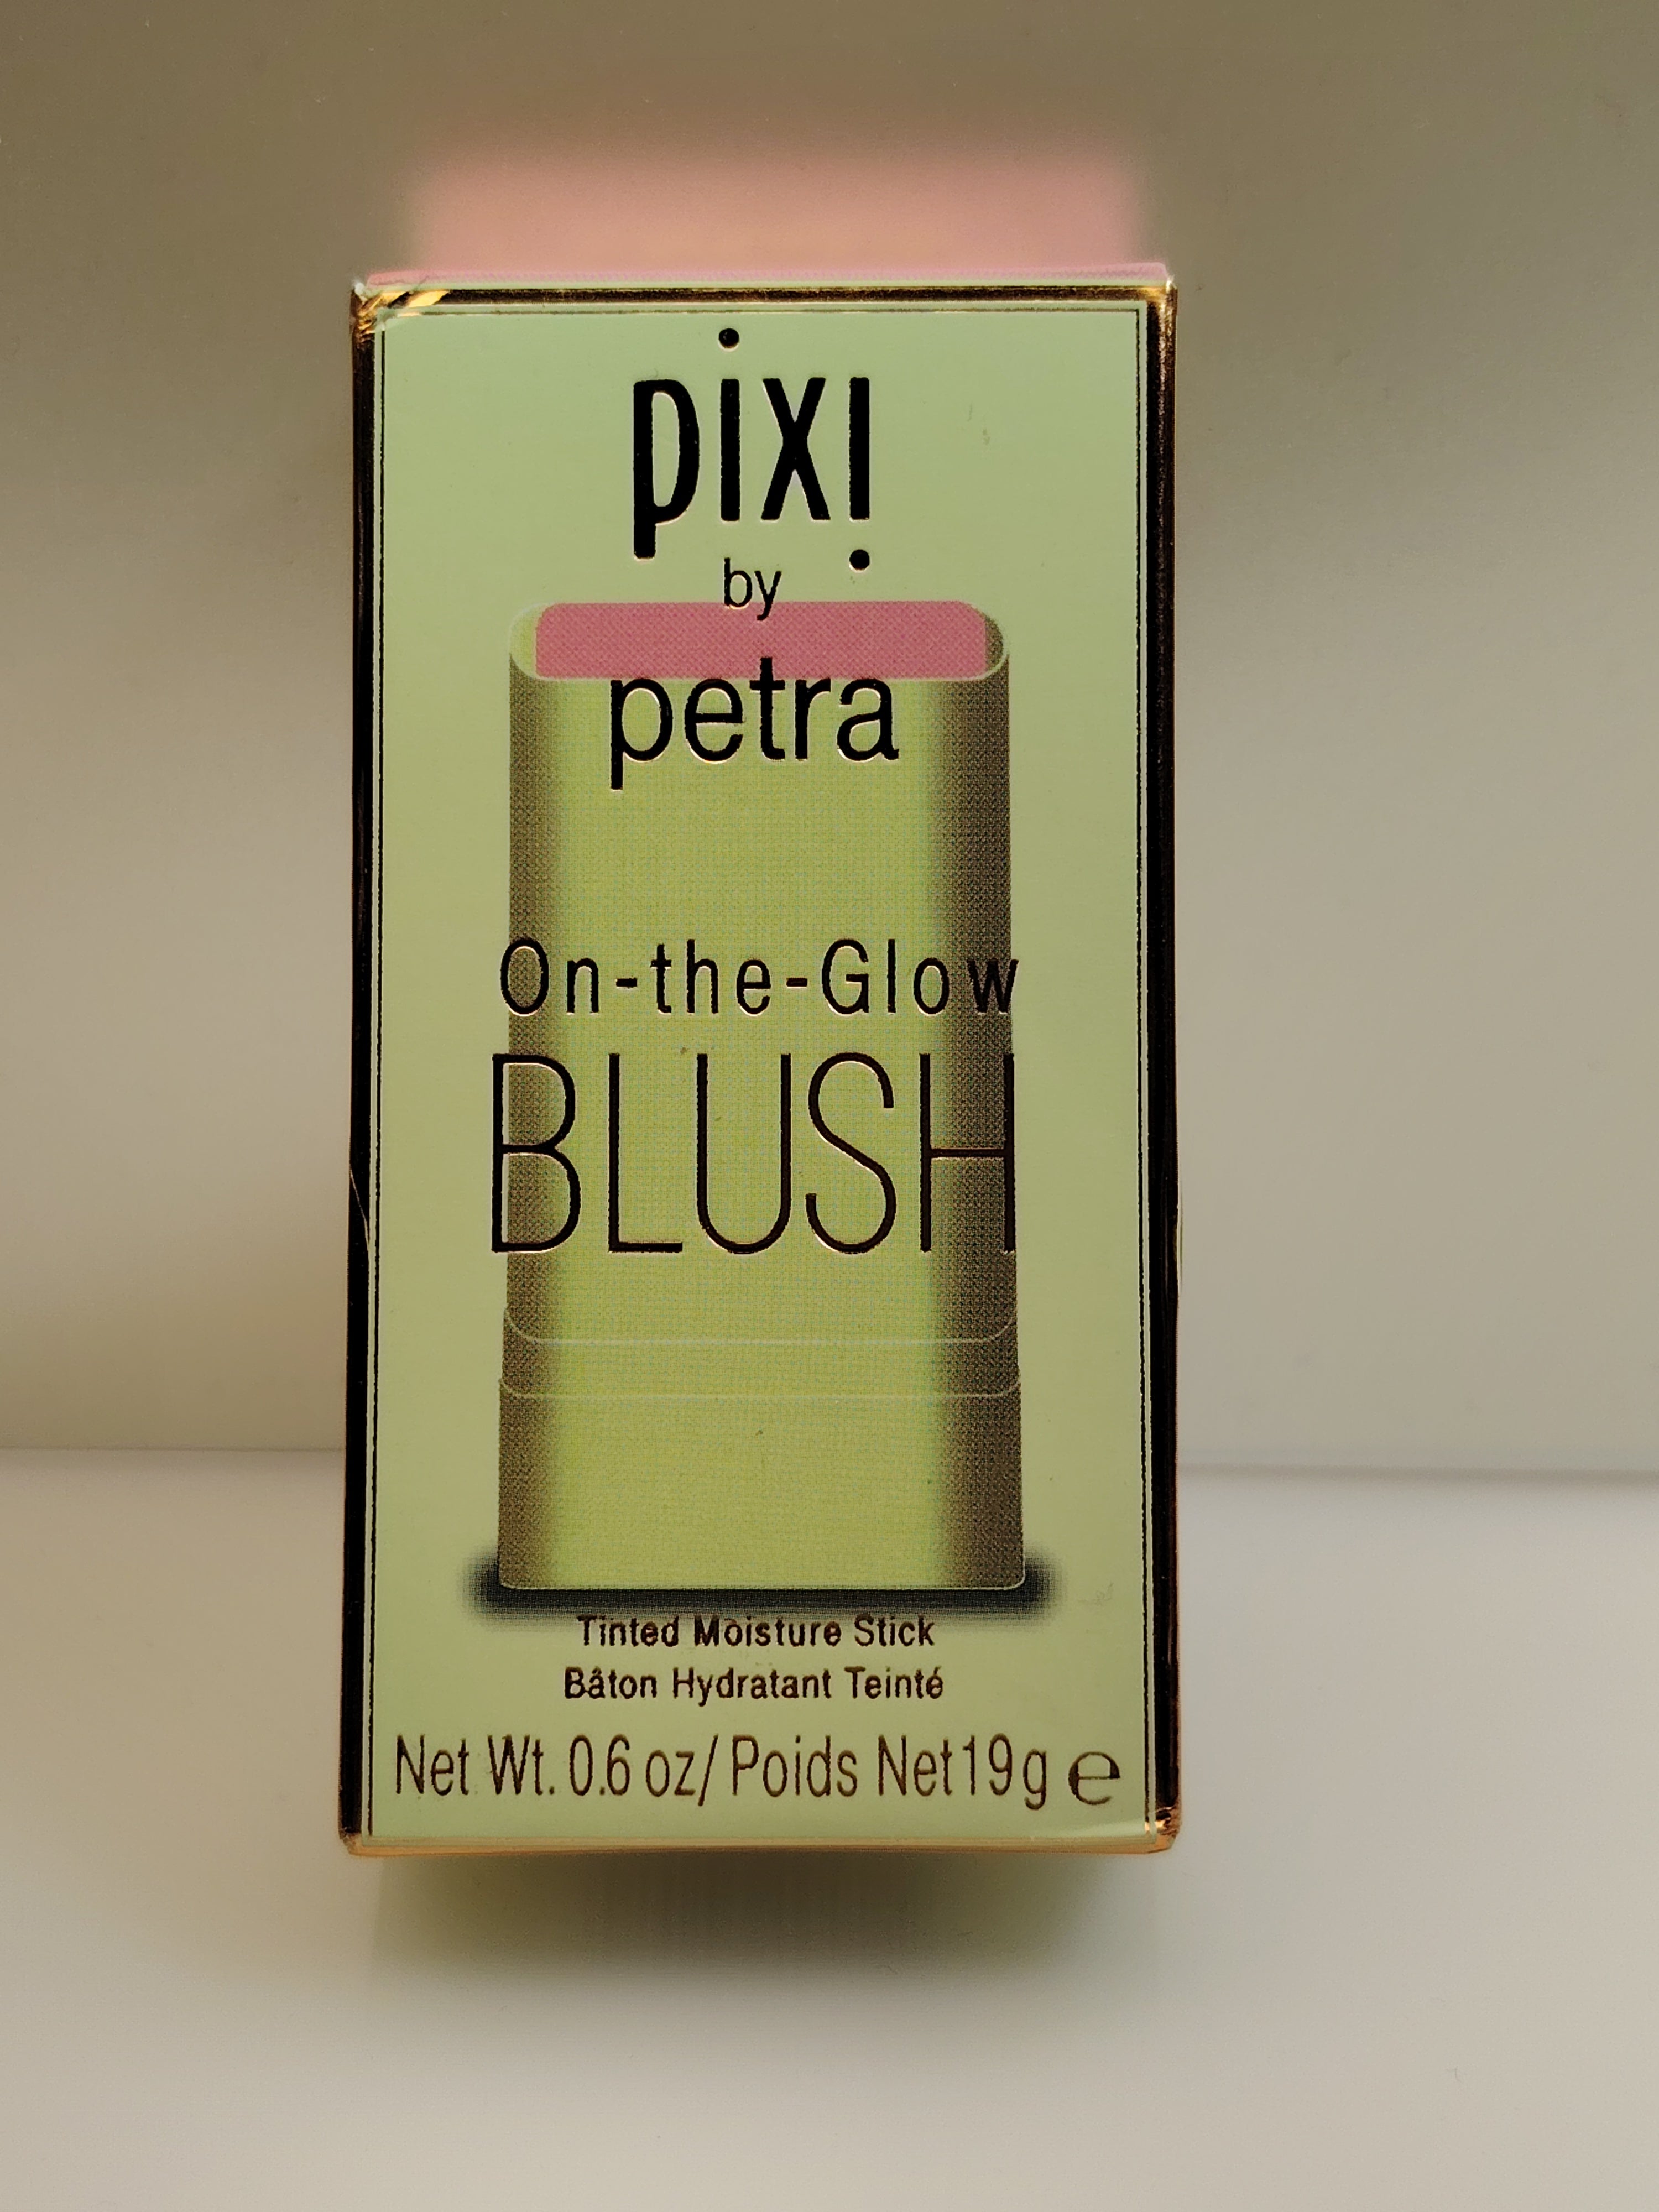 pixi
by
petra
On-the-Glow
BLUSH
Tinted Moisture Stick
Bâton Hydratant Teinté
Net Wt. 0.6 oz/ Poids Net 19g ℮